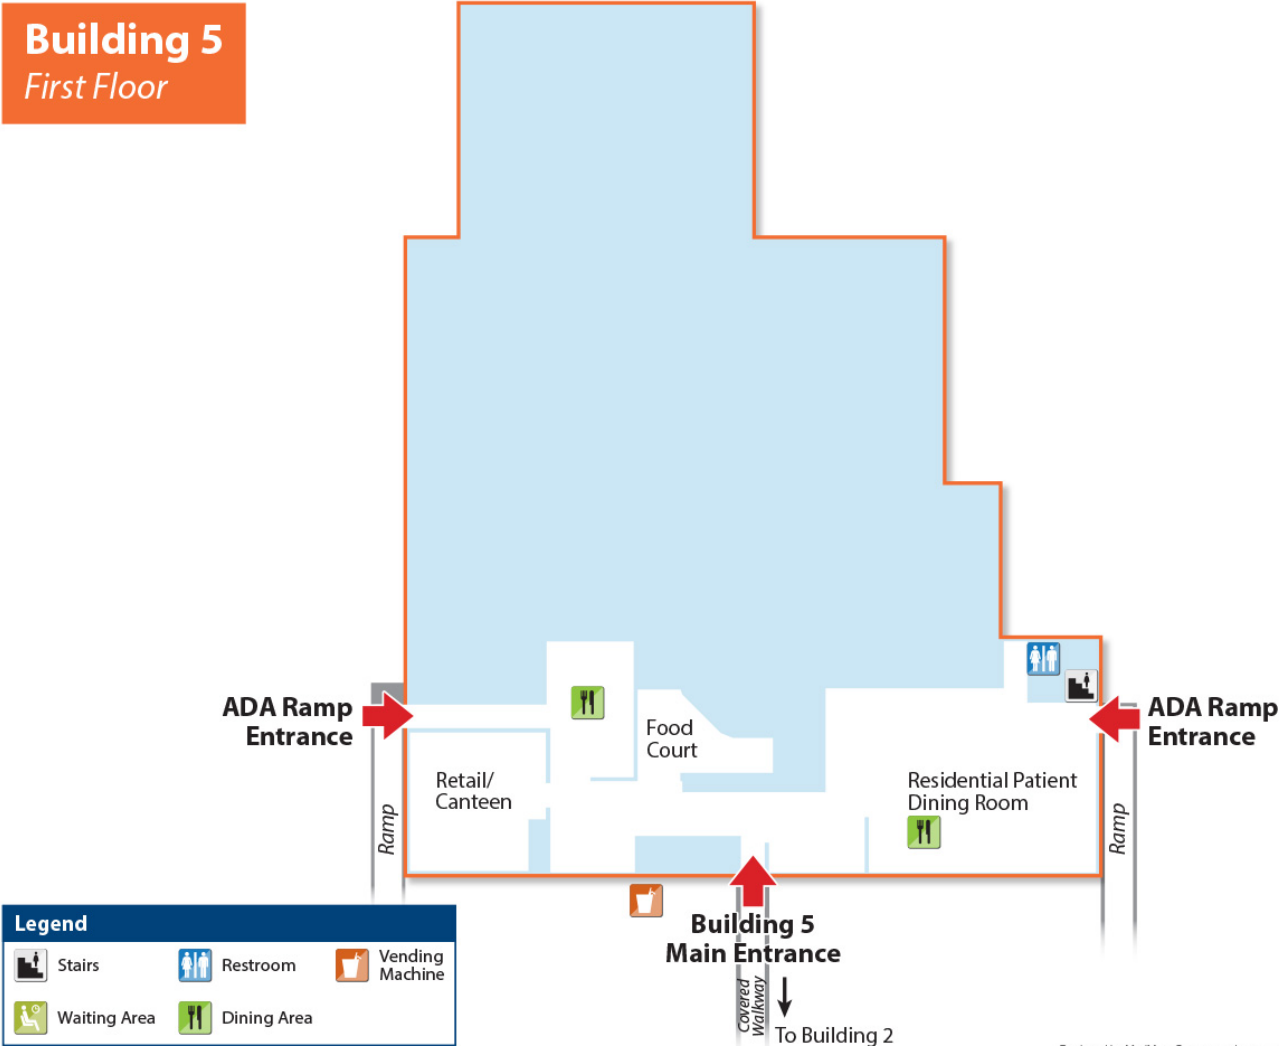 Building 5
First Floor
ADA Ramp
Entrance
Ramp
Retail/
Canteen
Food
Court
Residential Patient
Dining Room
ADA Ramp
Entrance
Ramp
Building 5
Main Entrance
Covered
Walkway
To Building 2
Legend
Stairs
Restroom
Vending
Machine
Waiting Area
Dining Area